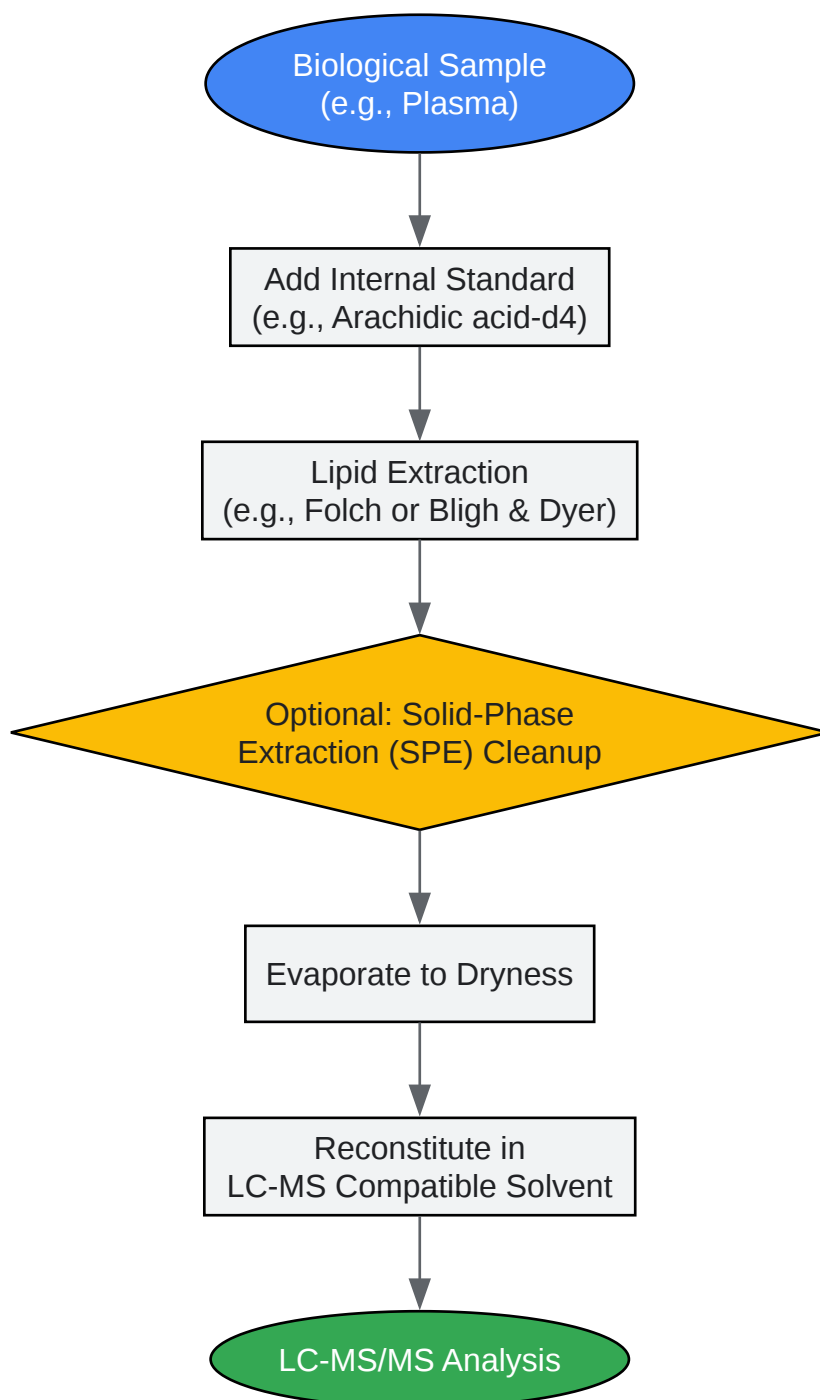 Biological Sample
(e.g., Plasma)
Add Internal Standard
(e.g., Arachidic acid-d4)
Lipid Extraction
(e.g., Folch or Bligh & Dyer)
Optional: Solid-Phase
Extraction (SPE) Cleanup
Evaporate to Dryness
Reconstitute in
LC-MS Compatible Solvent
LC-MS/MS Analysis